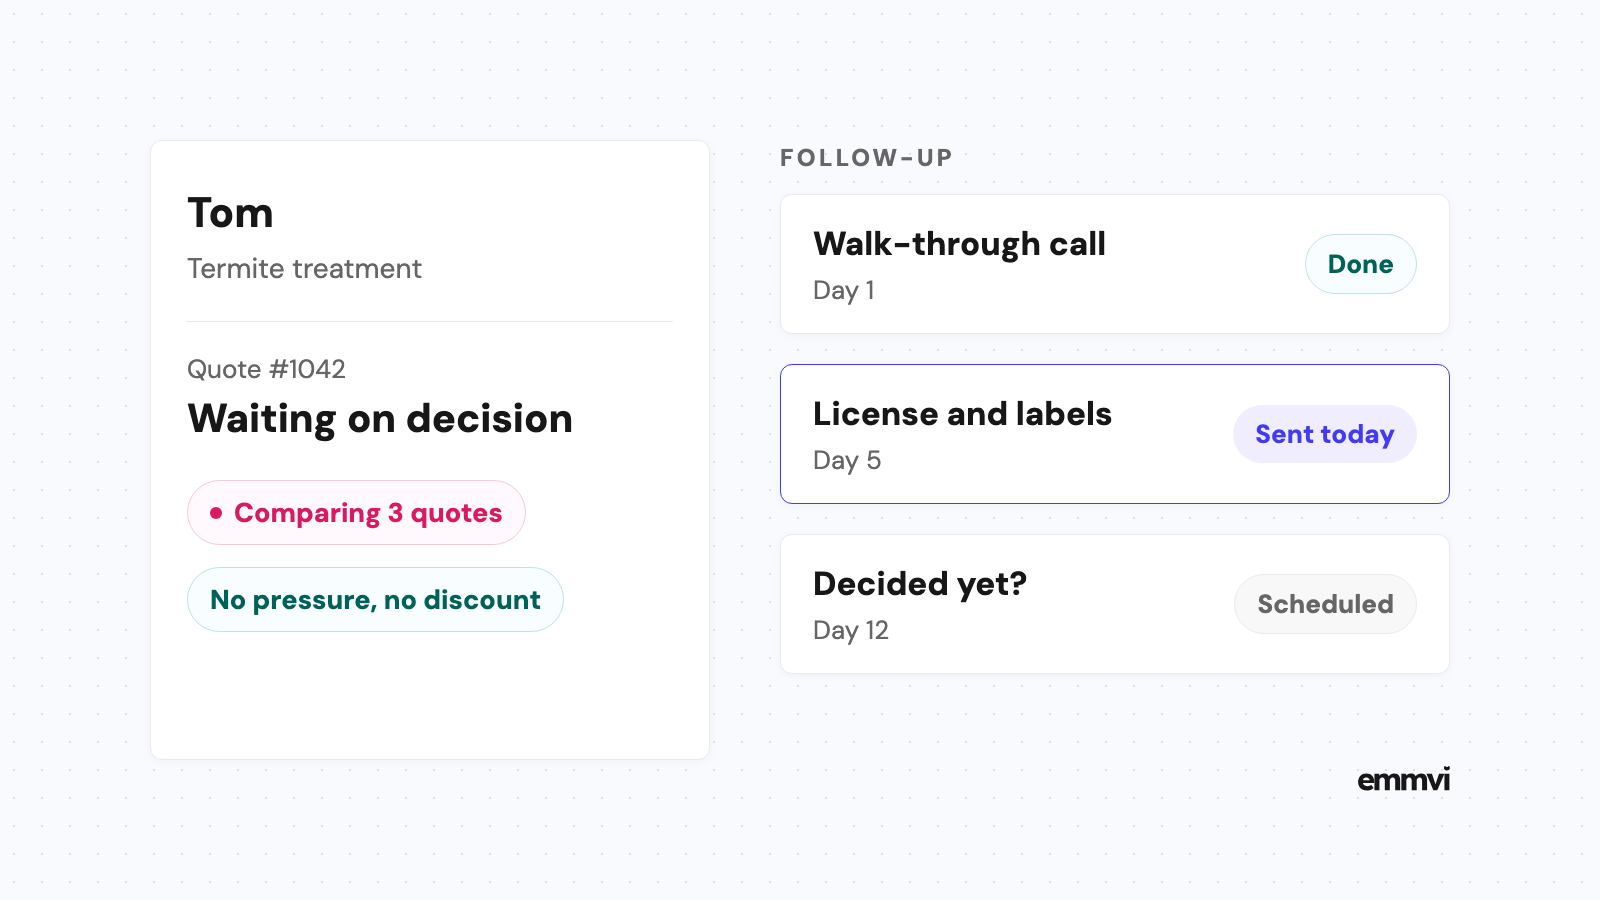 Tom
Termite treatment
Quote #1042
Waiting on decision
Comparing 3 quotes
No pressure, no discount
FOLLOW-UP
Walk-through call
Day 1
Done
License and labels
Day 5
Sent today
Decided yet?
Day 12
Scheduled
emmvi